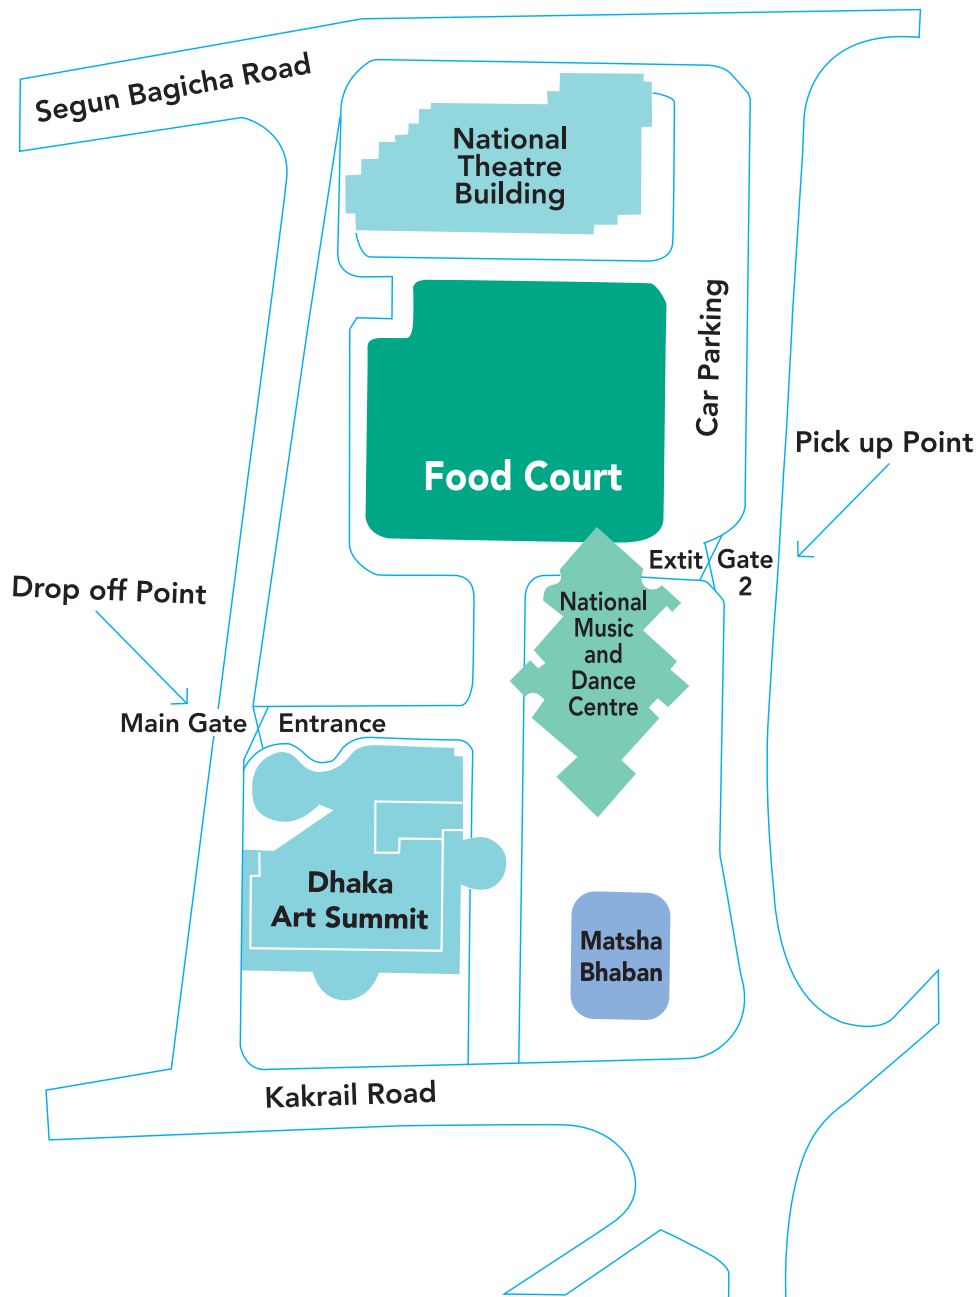 Segun Bagicha Road
National
Theatre
Building
Car Parking
Pick up Point
Food Court
Extit
Gate
2
Drop off Point
National
Music
and
Dance
Centre
Main Gate
Entrance
Dhaka
Art Summit
Matsha
Bhaban
Kakrail Road